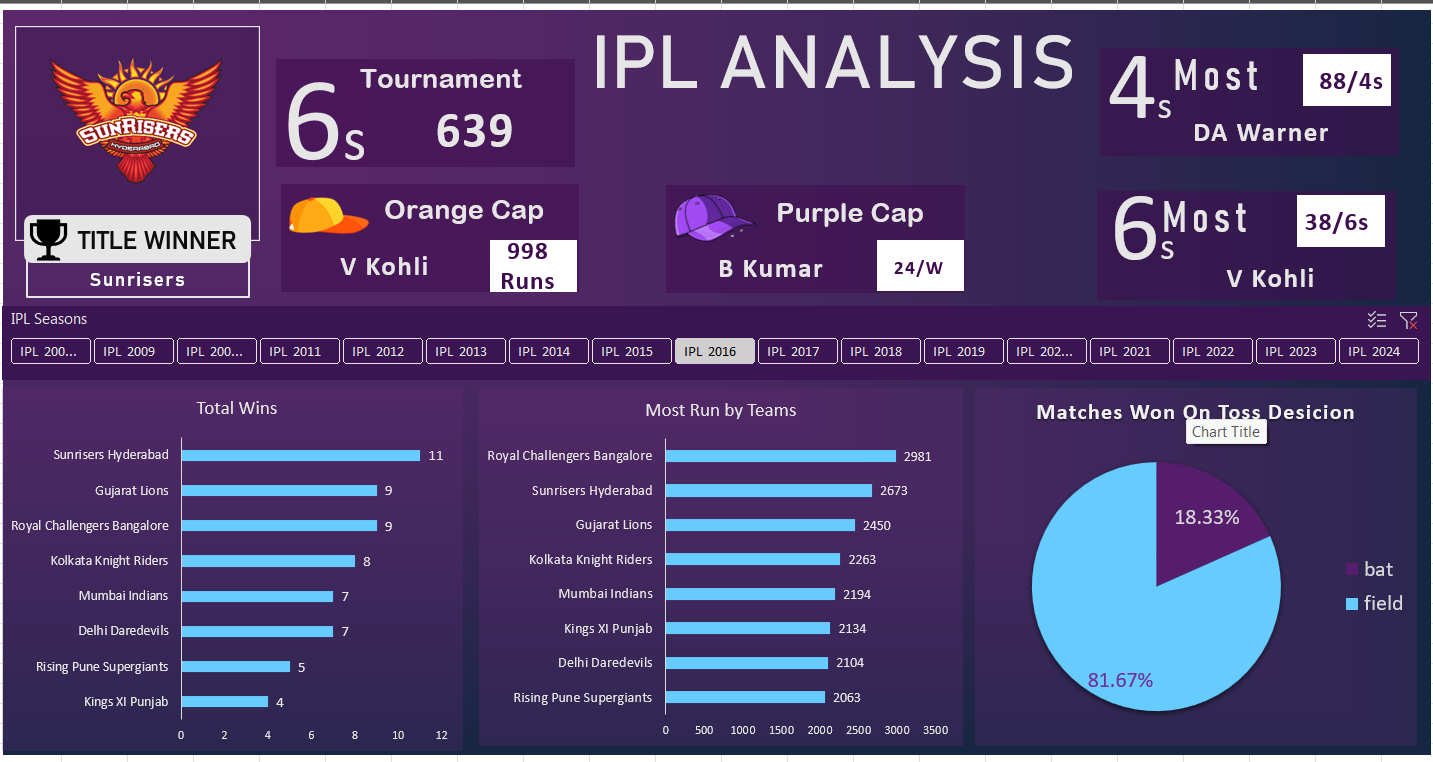 SUNRISERS
HYDERABAD
TITLE WINNER
Sunrisers
6s
Tournament
639
IPL ANALYSIS
4s
Most
88/4s
DA Warner
Orange Cap
V Kohli
998
Runs
Purple Cap
B Kumar
24/W
6s
Most
38/6s
V Kohli
IPL Seasons
IPL 200...
IPL 2009
IPL 200...
IPL 2011
IPL 2012
IPL 2013
IPL 2014
IPL 2015
IPL 2016
IPL 2017
IPL 2018
IPL 2019
IPL 202...
IPL 2021
IPL 2022
IPL 2023
IPL 2024
Total Wins
Sunrisers Hyderabad 11
Gujarat Lions 9
Royal Challengers Bangalore 9
Kolkata Knight Riders 8
Mumbai Indians 7
Delhi Daredevils 7
Rising Pune Supergiants 5
Kings XI Punjab 4
0 2 4 6 8 10 12
Most Run by Teams
Royal Challengers Bangalore 2981
Sunrisers Hyderabad 2673
Gujarat Lions 2450
Kolkata Knight Riders 2263
Mumbai Indians 2194
Kings XI Punjab 2134
Delhi Daredevils 2104
Rising Pune Supergiants 2063
0 500 1000 1500 2000 2500 3000 3500
Matches Won On Toss Desicion
Chart Title
18.33%
81.67%
bat
field